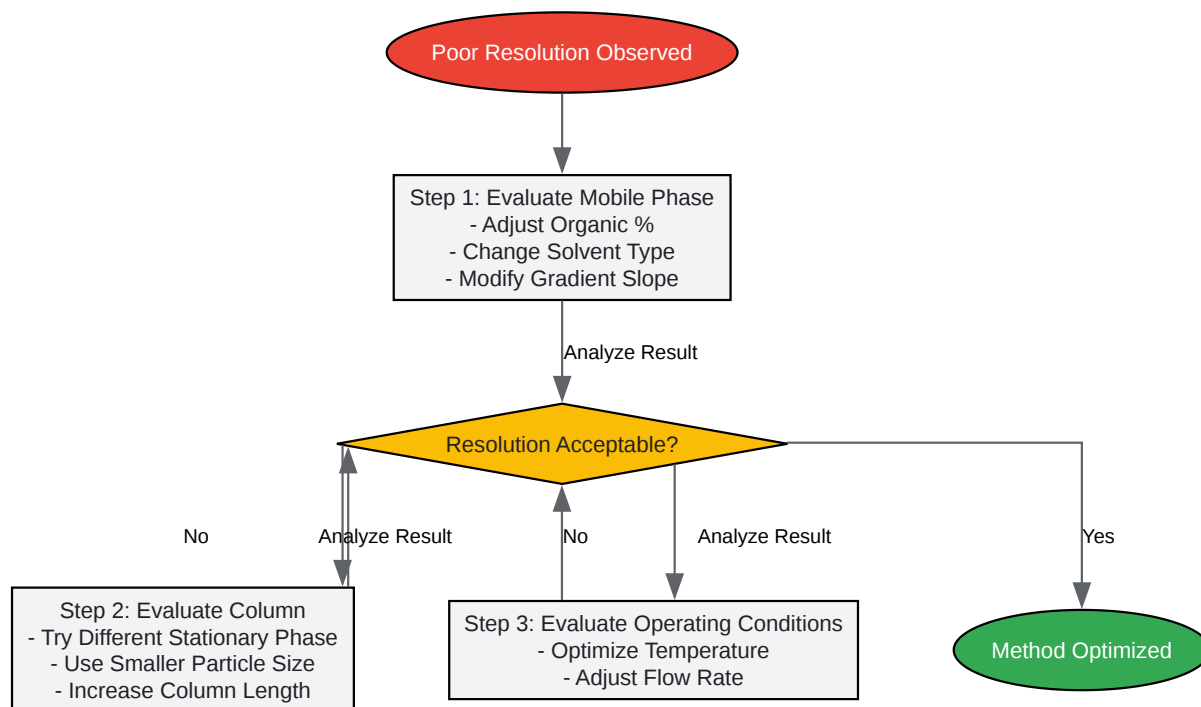 Poor Resolution Observed
Step 1: Evaluate Mobile Phase
- Adjust Organic %
- Change Solvent Type
- Modify Gradient Slope
Analyze Result
Resolution Acceptable?
No
Analyze Result
No
Analyze Result
Yes
Step 2: Evaluate Column
- Try Different Stationary Phase
- Use Smaller Particle Size
- Increase Column Length
Step 3: Evaluate Operating Conditions
- Optimize Temperature
- Adjust Flow Rate
Method Optimized